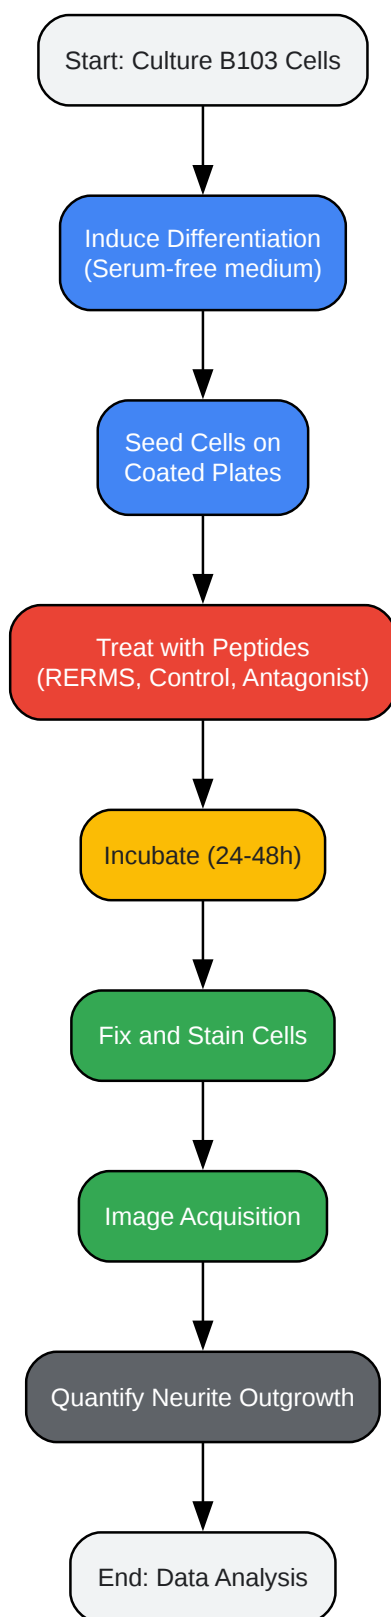 Start: Culture B103 Cells
Induce Differentiation
(Serum-free medium)
Seed Cells on
Coated Plates
Treat with Peptides
(RERMS, Control, Antagonist)
Incubate (24-48h)
Fix and Stain Cells
Image Acquisition
Quantify Neurite Outgrowth
End: Data Analysis